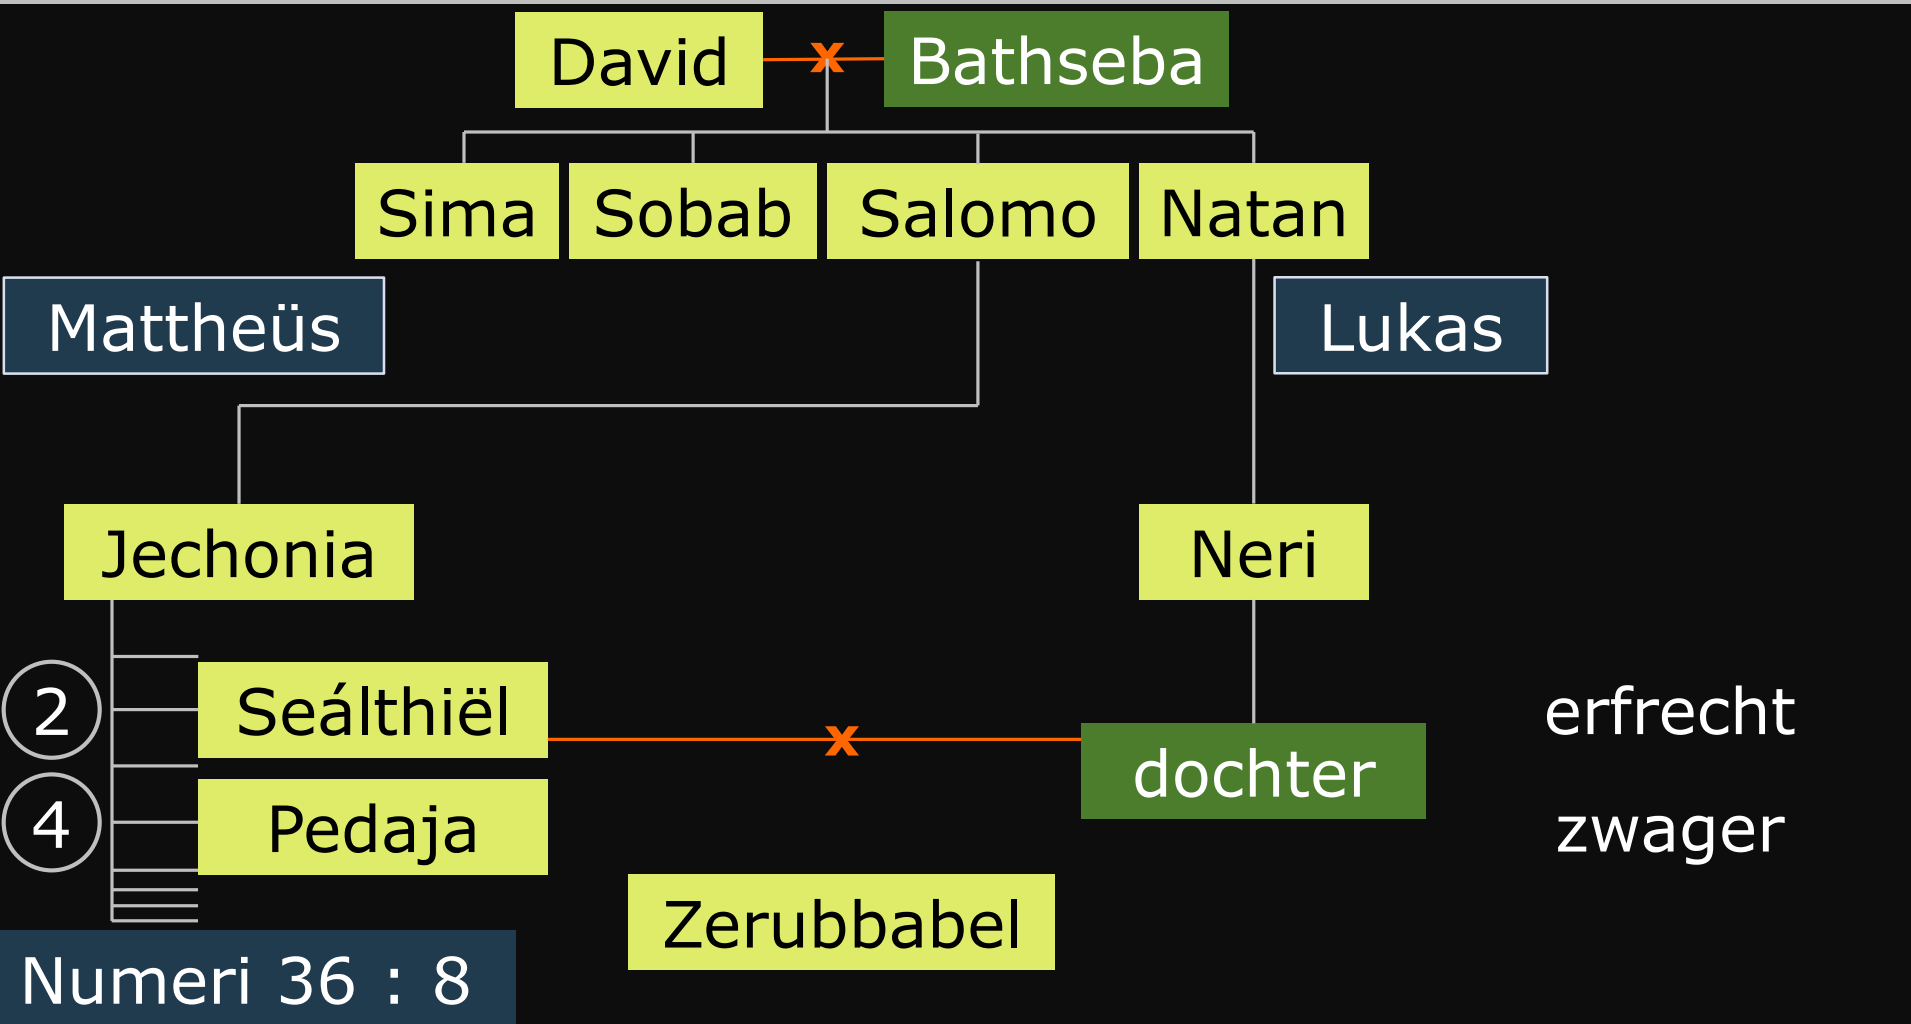 David x Bathseba
Sima Sobab Salomo Natan
Mattheüs Lukas
Jechonia Neri
2 Seálthiël x dochter erfrecht
4 Pedaja zwager
Zerubbabel
Numeri 36 : 8